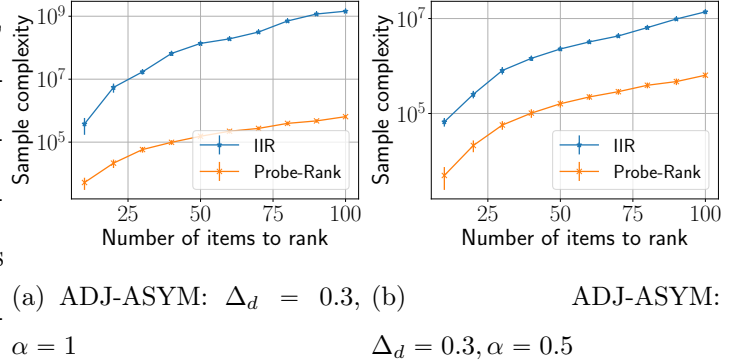 10^9
10^7
10^5
Sample complexity
IIR
Probe-Rank
25 50 75 100
Number of items to rank
10^7
10^5
Sample complexity
IIR
Probe-Rank
25 50 75 100
Number of items to rank
s
(a) ADJ-ASYM: Δ_d = 0.3,
α = 1
(b) ADJ-ASYM:
Δ_d = 0.3, α = 0.5